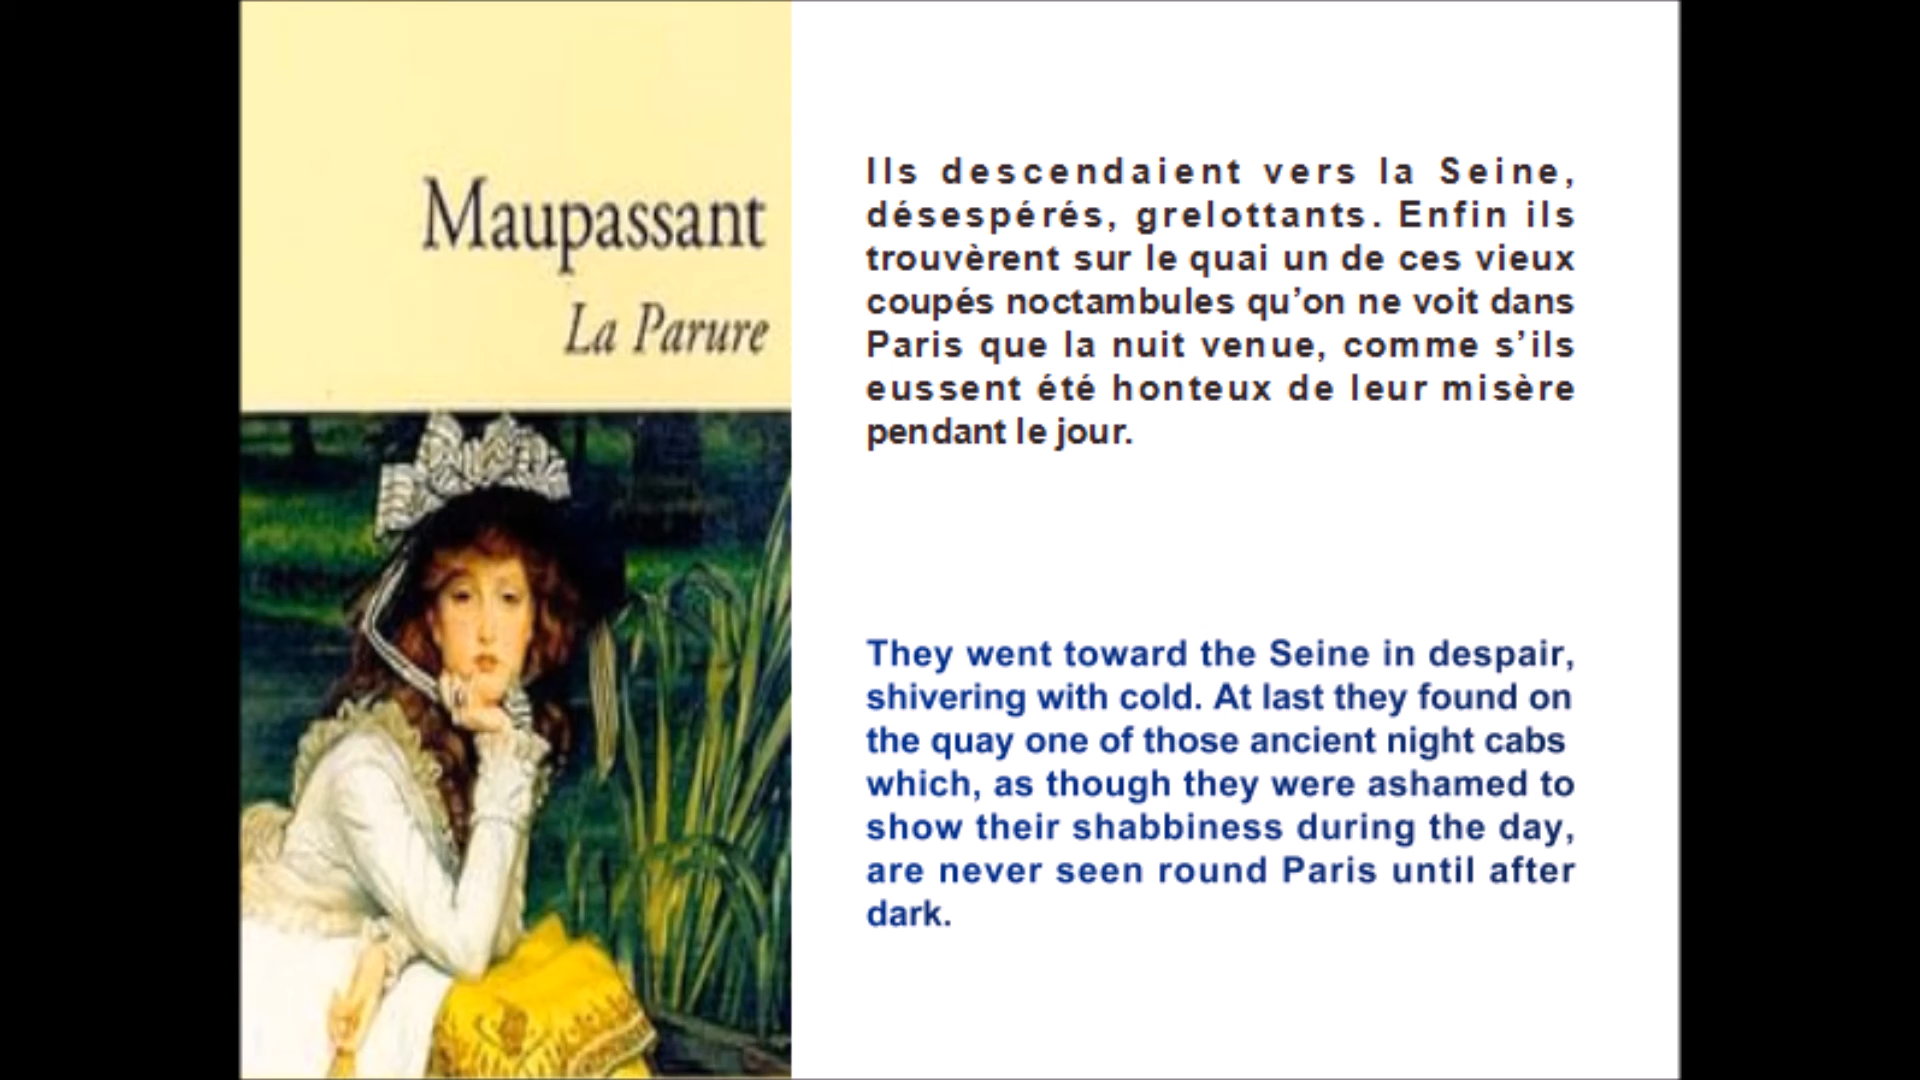 Maupassant
La Parure
Ils descendaient vers la Seine,
désespérés, grelottants. Enfin ils
trouvèrent sur le quai un de ces vieux
coupés noctambules qu’on ne voit dans
Paris que la nuit venue, comme s’ils
eussent été honteux de leur misère
pendant le jour.
They went toward the Seine in despair,
shivering with cold. At last they found on
the quay one of those ancient night cabs
which, as though they were ashamed to
show their shabbiness during the day,
are never seen round Paris until after
dark.